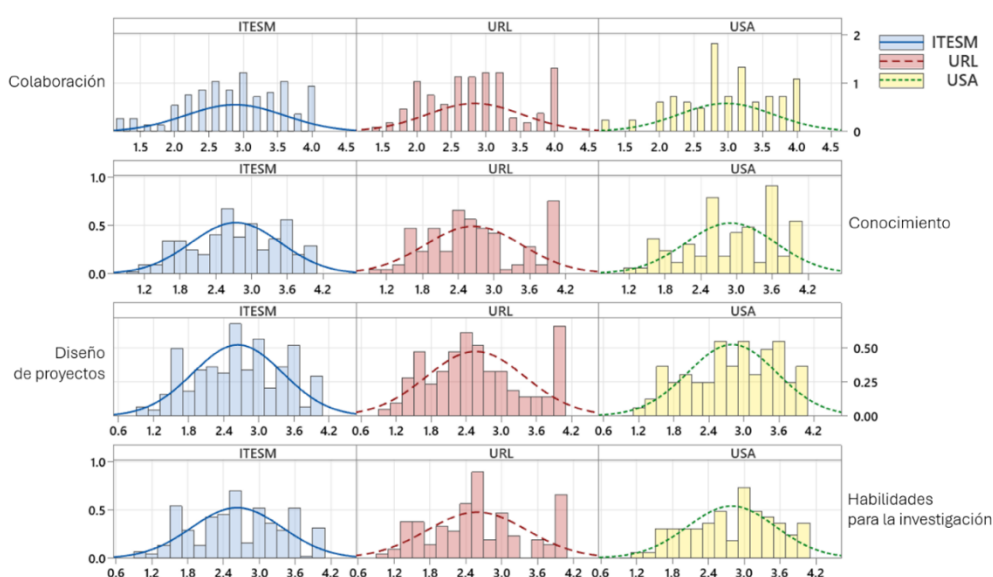 ITESM URL USA
2
1
0
Colaboración
1.5 2.0 2.5 3.0 3.5 4.0 4.5 1.5 2.0 2.5 3.0 3.5 4.0 4.5 1.5 2.0 2.5 3.0 3.5 4.0 4.5
ITESM
URL
USA
ITESM URL USA
1.0
0.5
0.0
Conocimiento
1.2 1.8 2.4 3.0 3.6 4.2 1.2 1.8 2.4 3.0 3.6 4.2 1.2 1.8 2.4 3.0 3.6 4.2
ITESM URL USA
Diseño
de proyectos
0.50
0.25
0.00
0.6 1.2 1.8 2.4 3.0 3.6 4.2 0.6 1.2 1.8 2.4 3.0 3.6 4.2 0.6 1.2 1.8 2.4 3.0 3.6 4.2
ITESM URL USA
1.0
0.5
0.0
Habilidades
para la investigación
0.6 1.2 1.8 2.4 3.0 3.6 4.2 0.6 1.2 1.8 2.4 3.0 3.6 4.2 0.6 1.2 1.8 2.4 3.0 3.6 4.2